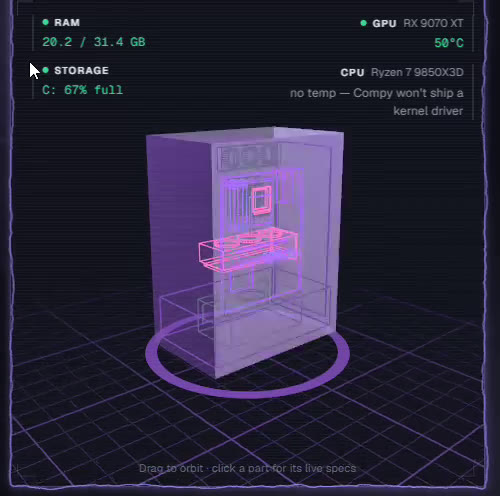 RAM
20.2 / 31.4 GB
STORAGE
C: 67% full
GPU RX 9070 XT
50°C
CPU Ryzen 7 9850X3D
no temp — Compy won't ship a
kernel driver
Drag to orbit · click a part for its live specs